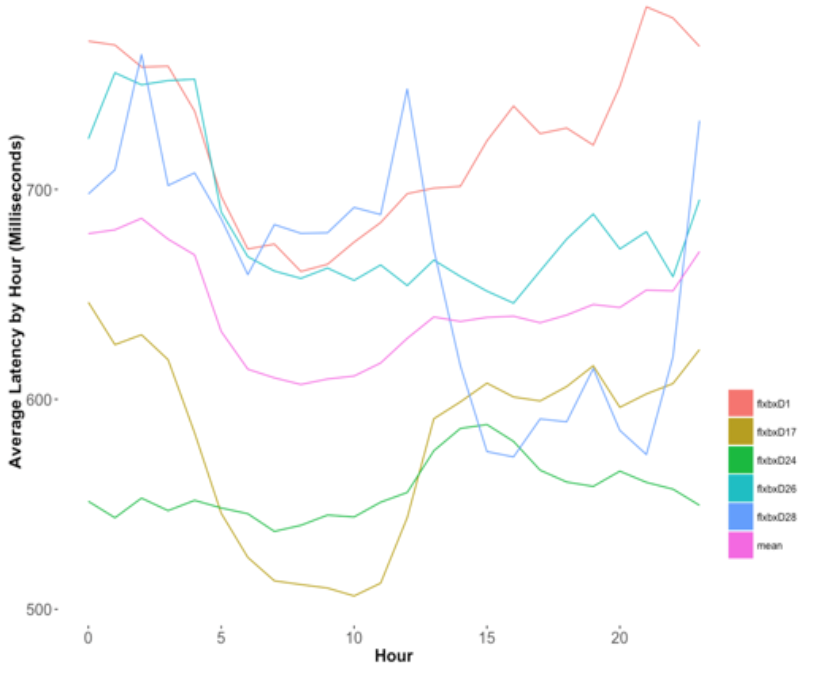 Average Latency by Hour (Milliseconds)
700
600
500
0 5 10 15 20
Hour
flxbxD1
flxbxD17
flxbxD24
flxbxD26
flxbxD28
mean